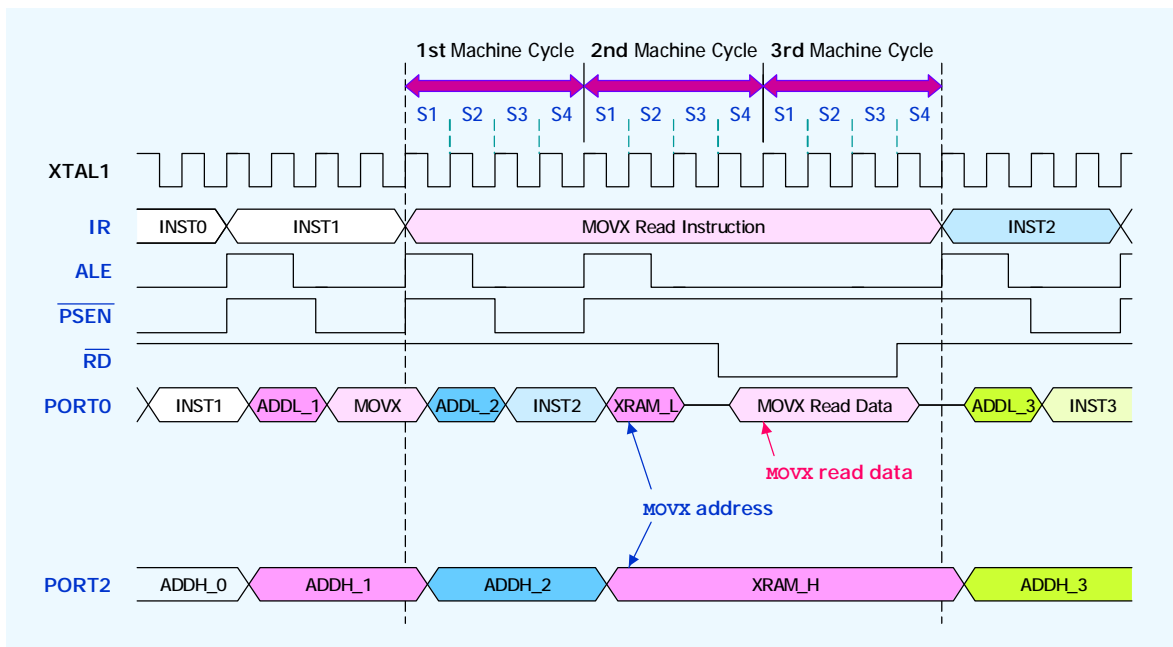 1st Machine Cycle 2nd Machine Cycle 3rd Machine Cycle
S1 S2 S3 S4 S1 S2 S3 S4 S1 S2 S3 S4
XTAL1
IR INST0 INST1 MOVX Read Instruction INST2
ALE
PSEN
RD
PORT0 INST1 ADDL_1 MOVX ADDL_2 INST2 XRAM_L MOVX Read Data ADDL_3 INST3
MOVX read data
MOVX address
PORT2 ADDH_0 ADDH_1 ADDH_2 XRAM_H ADDH_3